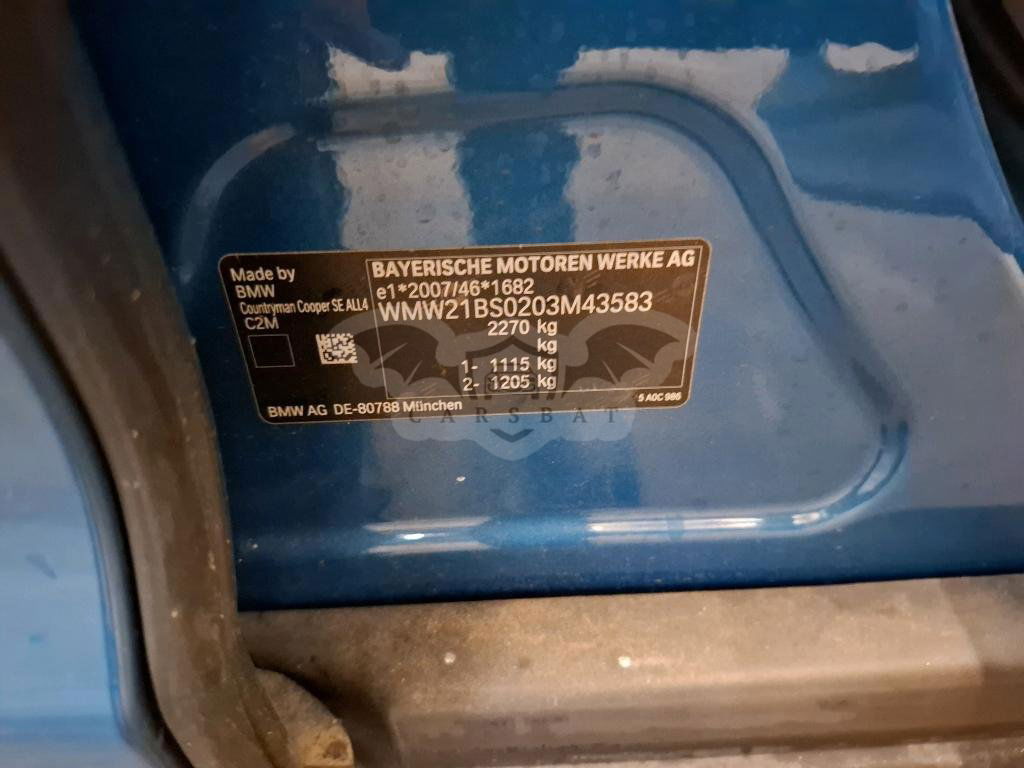 Made by
BMW
Countryman Cooper SE ALL4
C2M
BAYERISCHE MOTOREN WERKE AG
e1*2007/46*1682
WMW21BS0203M43583
2270 kg
kg
1- 1115 kg
2- 1205 kg
BMW AG DE-80788 München
5 A0C 986
CARSBAT